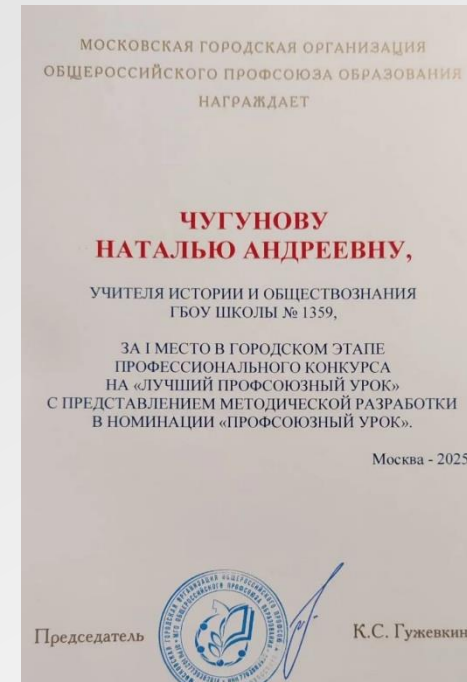 МОСКОВСКАЯ ГОРОДСКАЯ ОРГАНИЗАЦИЯ
ОБЩЕРОССИЙСКОГО ПРОФСОЮЗА ОБРАЗОВАНИЯ
НАГРАЖДАЕТ
ЧУГУНОВУ
НАТАЛЬЮ АНДРЕЕВНУ,
УЧИТЕЛЯ ИСТОРИИ И ОБЩЕСТВОЗНАНИЯ
ГБОУ ШКОЛЫ № 1359,
ЗА I МЕСТО В ГОРОДСКОМ ЭТАПЕ
ПРОФЕССИОНАЛЬНОГО КОНКУРСА
НА «ЛУЧШИЙ ПРОФСОЮЗНЫЙ УРОК»
С ПРЕДСТАВЛЕНИЕМ МЕТОДИЧЕСКОЙ РАЗРАБОТКИ
В НОМИНАЦИИ «ПРОФСОЮЗНЫЙ УРОК».
Москва - 2025
Председатель К.С. Гужевкин